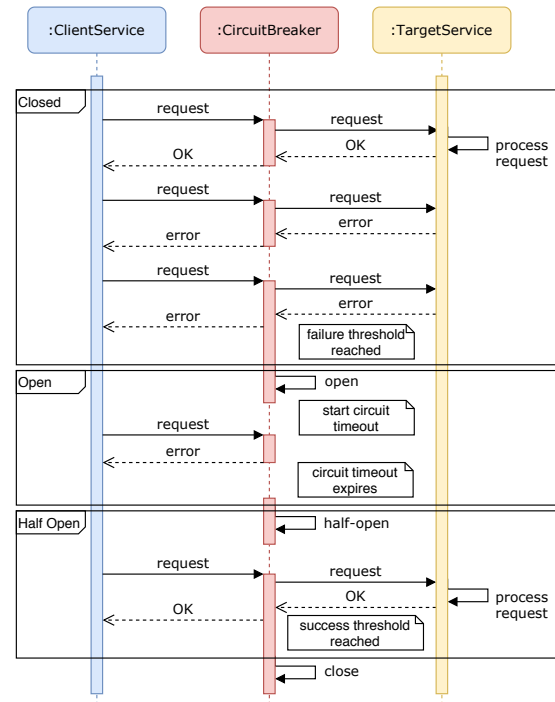 :ClientService
:CircuitBreaker
:TargetService
Closed
request
request
OK
OK
process
request
request
request
error
error
request
request
error
error
failure threshold
reached
Open
open
start circuit
timeout
request
error
circuit timeout
expires
Half Open
half-open
request
request
OK
OK
process
request
success threshold
reached
close